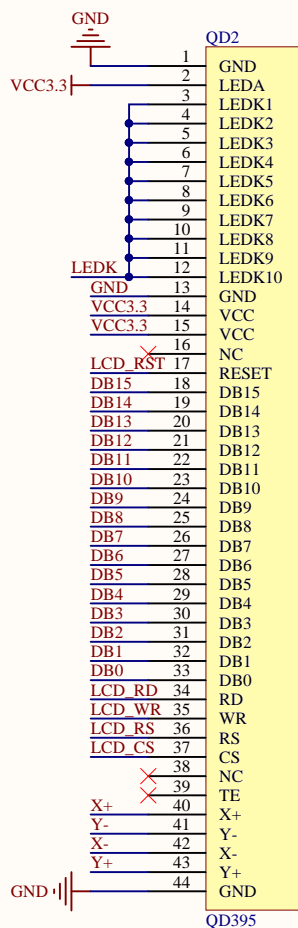 GND
QD2
1 GND
VCC3.3 2 LEDA
3 LEDK1
4 LEDK2
5 LEDK3
6 LEDK4
7 LEDK5
8 LEDK6
9 LEDK7
10 LEDK8
11 LEDK9
LEDK 12 LEDK10
GND 13 GND
VCC3.3 14 VCC
VCC3.3 15 VCC
16 NC
LCD_RST 17 RESET
DB15 18 DB15
DB14 19 DB14
DB13 20 DB13
DB12 21 DB12
DB11 22 DB11
DB10 23 DB10
DB9 24 DB9
DB8 25 DB8
DB7 26 DB7
DB6 27 DB6
DB5 28 DB5
DB4 29 DB4
DB3 30 DB3
DB2 31 DB2
DB1 32 DB1
DB0 33 DB0
LCD_RD 34 RD
LCD_WR 35 WR
LCD_RS 36 RS
LCD_CS 37 CS
38 NC
39 TE
X+ 40 X+
Y- 41 Y-
X- 42 X-
Y+ 43 Y+
GND 44 GND
QD395